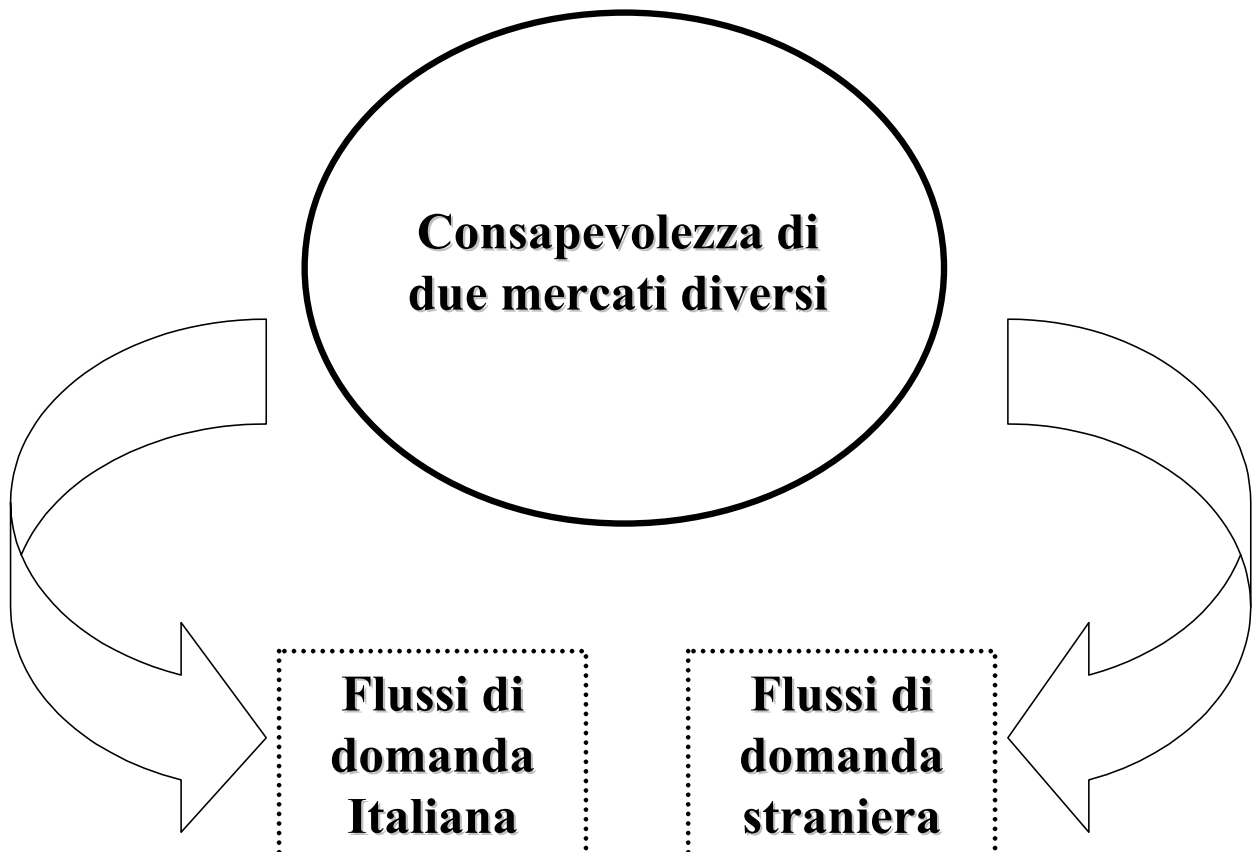 Consapevolezza di
due mercati diversi
Flussi di
domanda
Italiana
Flussi di
domanda
straniera